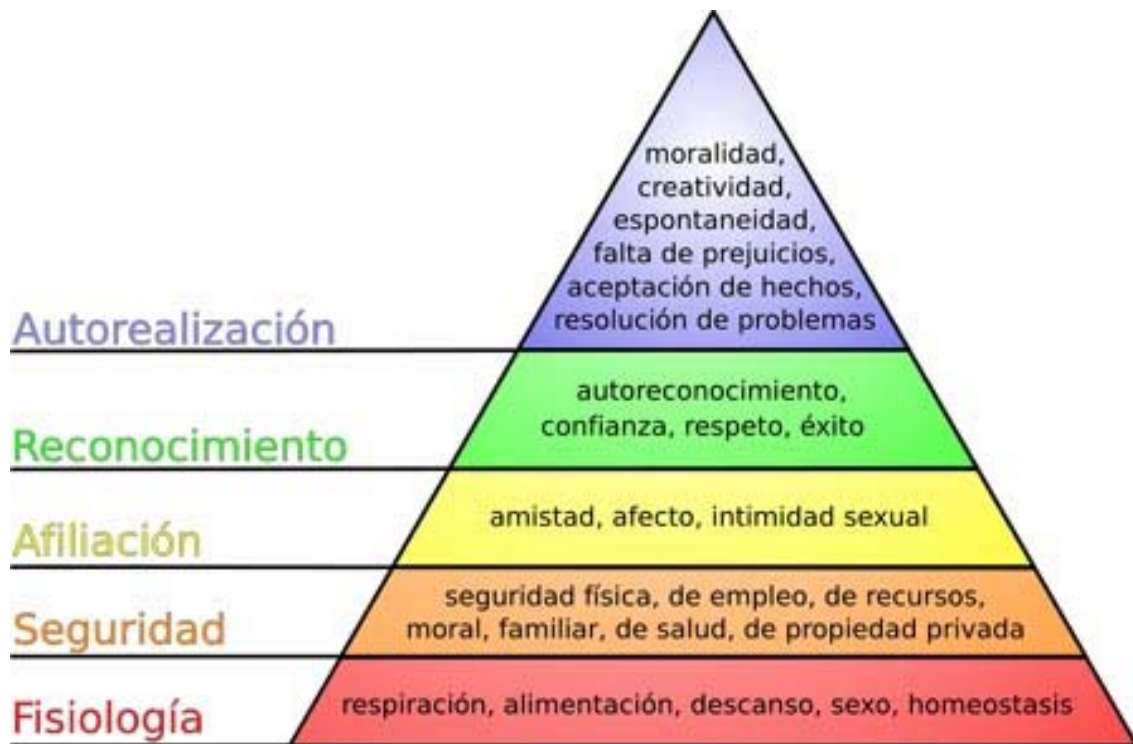 moralidad,
creatividad,
espontaneidad,
falta de prejuicios,
aceptación de hechos,
resolución de problemas
Autorealización
autoreconocimiento,
confianza, respeto, éxito
Reconocimiento
amistad, afecto, intimidad sexual
Afiliación
seguridad física, de empleo, de recursos,
moral, familiar, de salud, de propiedad privada
Seguridad
respiración, alimentación, descanso, sexo, homeostasis
Fisiología